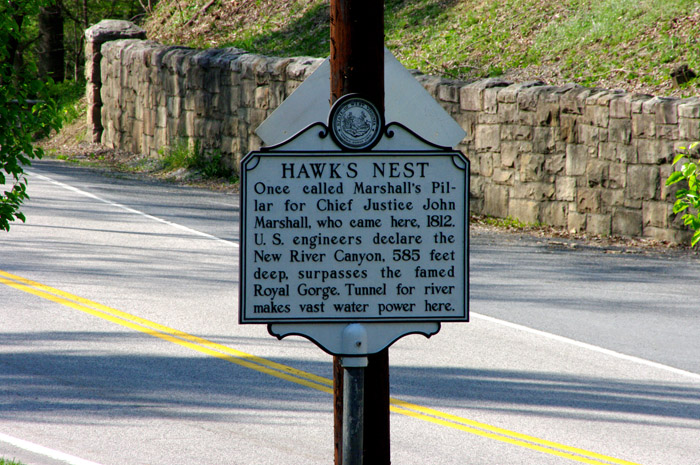 HAWK'S NEST
Once called Marshall's Pil-
lar for Chief Justice John
Marshall, who came here, 1812.
U. S. engineers declare the
New River Canyon, 585 feet
deep, surpasses the famed
Royal Gorge. Tunnel for river
makes vast water power here.